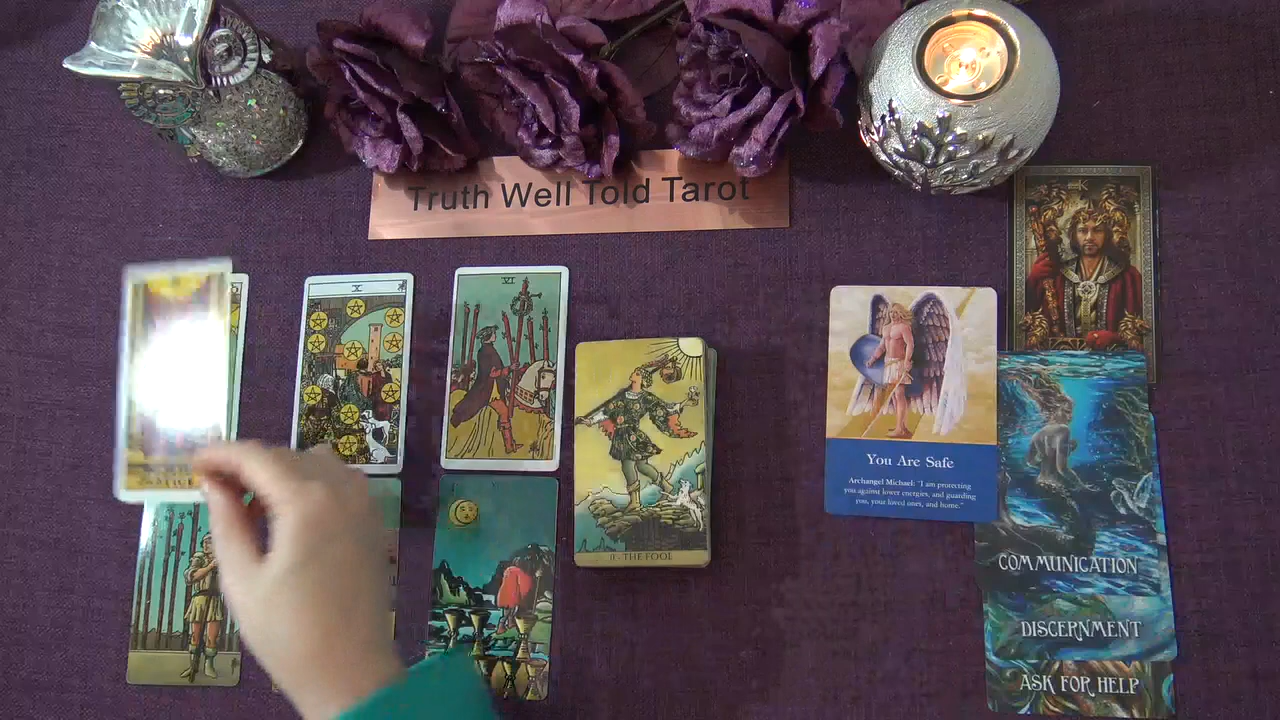 Truth Well Told Tarot
X
VI
0 - THE FOOL
You Are Safe
Archangel Michael: "I am protecting
you against lower energies, and guarding
you, your loved ones, and home."
COMMUNICATION
DISCERNMENT
ASK FOR HELP